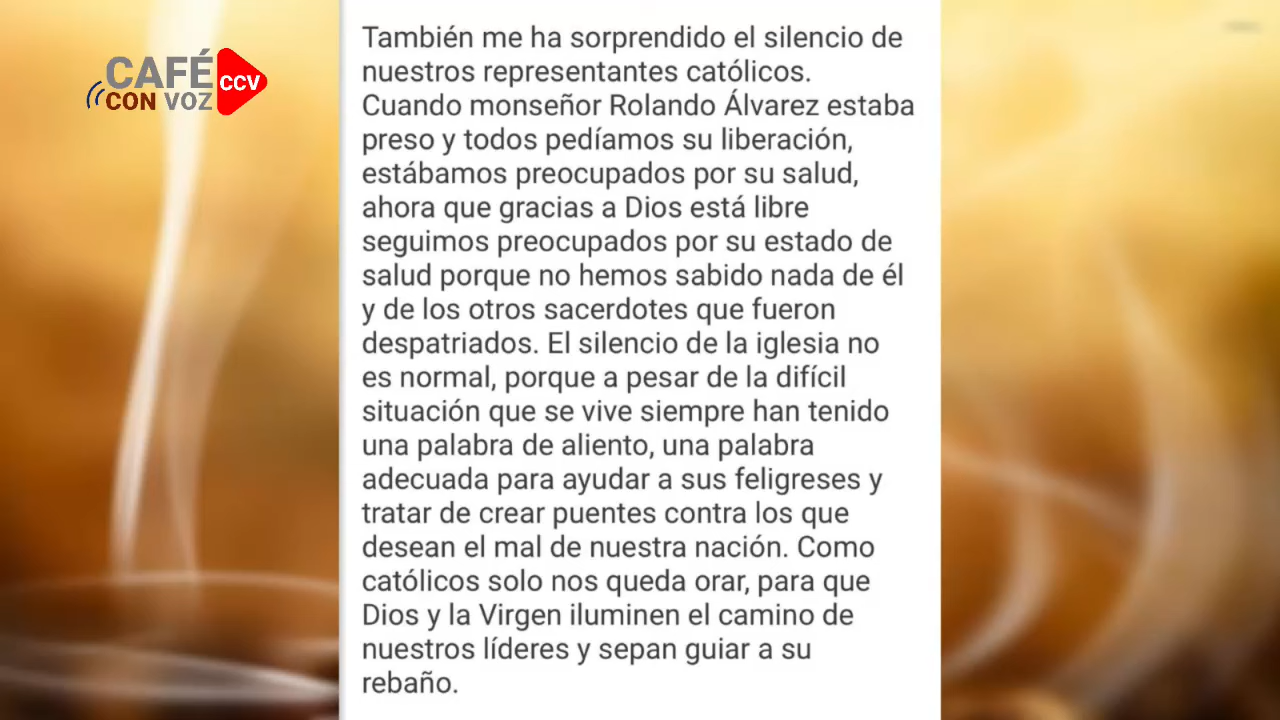 CAFÉ
CON VOZ
CCV
También me ha sorprendido el silencio de
nuestros representantes católicos.
Cuando monseñor Rolando Álvarez estaba
preso y todos pedíamos su liberación,
estábamos preocupados por su salud,
ahora que gracias a Dios está libre
seguimos preocupados por su estado de
salud porque no hemos sabido nada de él
y de los otros sacerdotes que fueron
despatriados. El silencio de la iglesia no
es normal, porque a pesar de la difícil
situación que se vive siempre han tenido
una palabra de aliento, una palabra
adecuada para ayudar a sus feligreses y
tratar de crear puentes contra los que
desean el mal de nuestra nación. Como
católicos solo nos queda orar, para que
Dios y la Virgen iluminen el camino de
nuestros líderes y sepan guiar a su
rebaño.